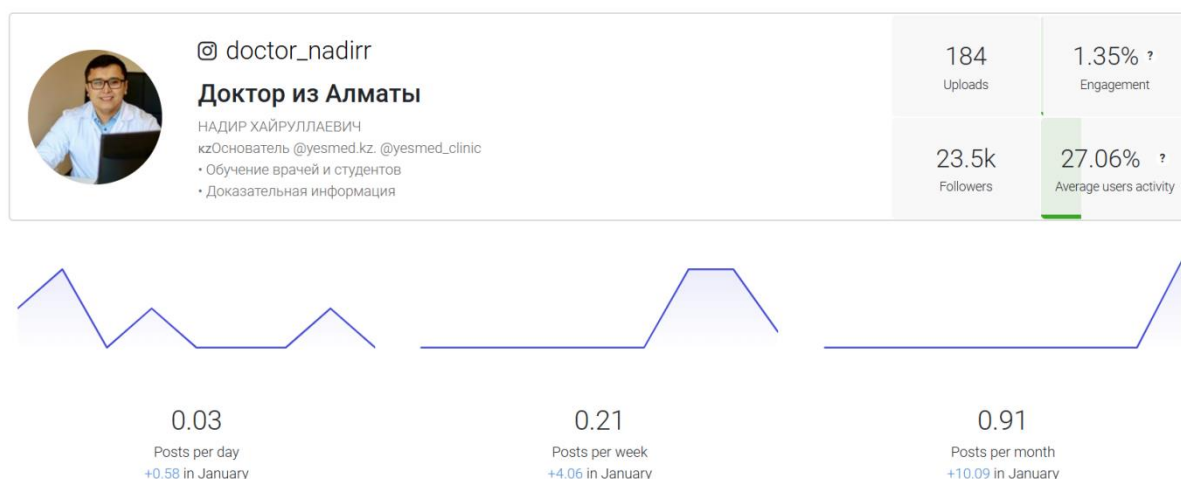 doctor_nadirr
Доктор из Алматы
НАДИР ХАЙРУЛЛАЕВИЧ
KZОснователь @yesmed.kz. @yesmed_clinic
• Обучение врачей и студентов
• Доказательная информация
184
Uploads
1.35% ?
Engagement
23.5k
Followers
27.06% ?
Average users activity
0.03
Posts per day
+0.58 in January
0.21
Posts per week
+4.06 in January
0.91
Posts per month
+10.09 in January